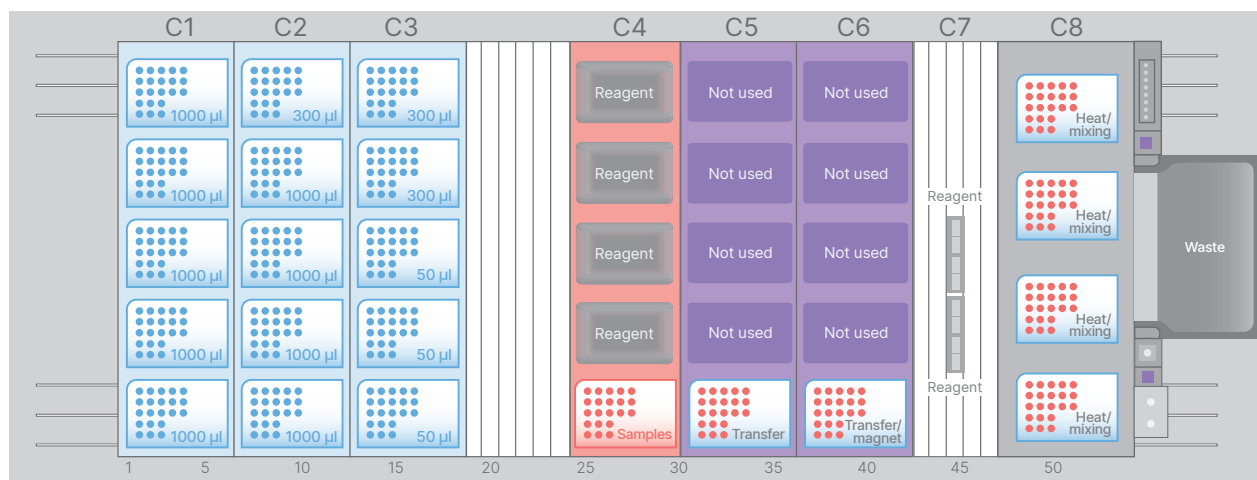 C1 C2 C3 C4 C5 C6 C7 C8
1000 µl 300 µl 300 µl Reagent Not used Not used Heat/
mixing
1000 µl 1000 µl 300 µl Reagent Not used Not used Reagent Heat/
mixing
1000 µl 1000 µl 50 µl Reagent Not used Not used Waste
1000 µl 1000 µl 50 µl Reagent Not used Not used Heat/
mixing
1000 µl 1000 µl 50 µl Samples Transfer Transfer/
magnet
Reagent
Heat/
mixing
1 5 10 15 20 25 30 35 40 45 50